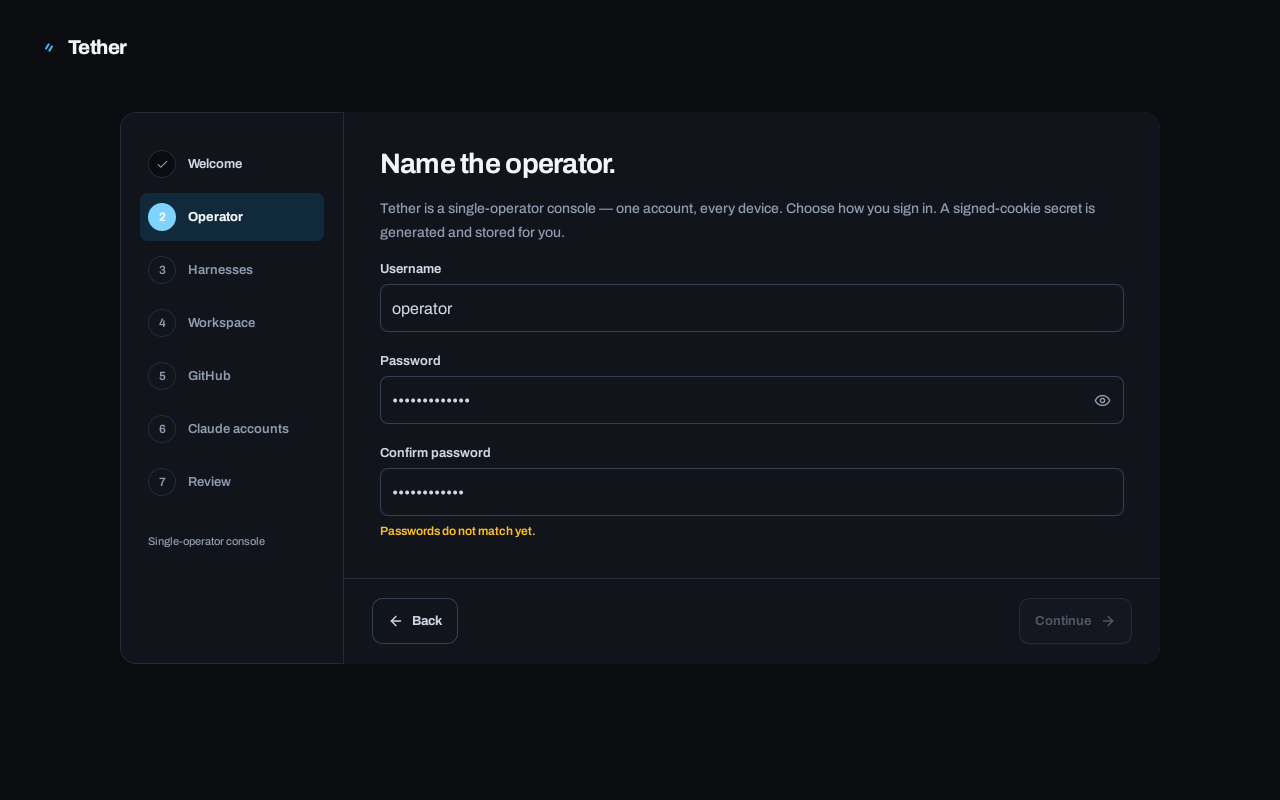 Tether
Welcome
2 Operator
3 Harnesses
4 Workspace
5 GitHub
6 Claude accounts
7 Review
Single-operator console
Name the operator.
Tether is a single-operator console — one account, every device. Choose how you sign in. A signed-cookie secret is
generated and stored for you.
Username
operator
Password
•••••••••••••
Confirm password
••••••••••••
Passwords do not match yet.
Back
Continue